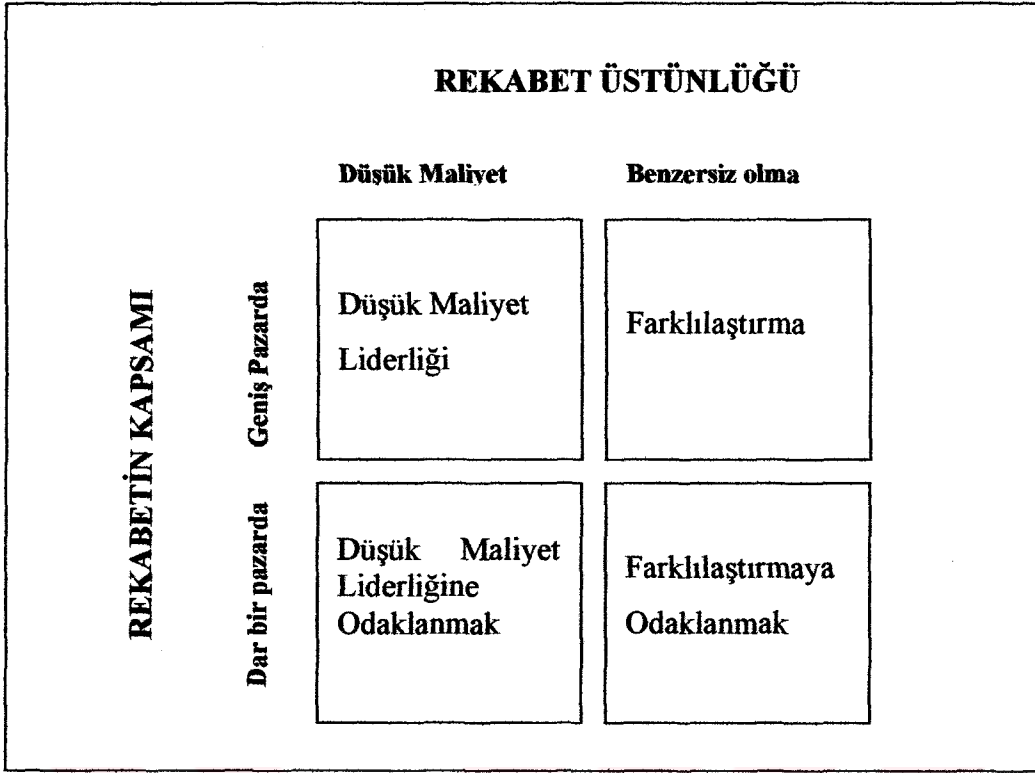 REKABET ÜSTÜNLÜĞÜ
Düşük Maliyet
Benzersiz olma
REKABETİN KAPSAMI
Geniş Pazarda
Düşük Maliyet
Liderliği
Farklılaştırma
Dar bir pazarda
Düşük Maliyet
Liderliğine
Odaklanmak
Farklılaştırmaya
Odaklanmak